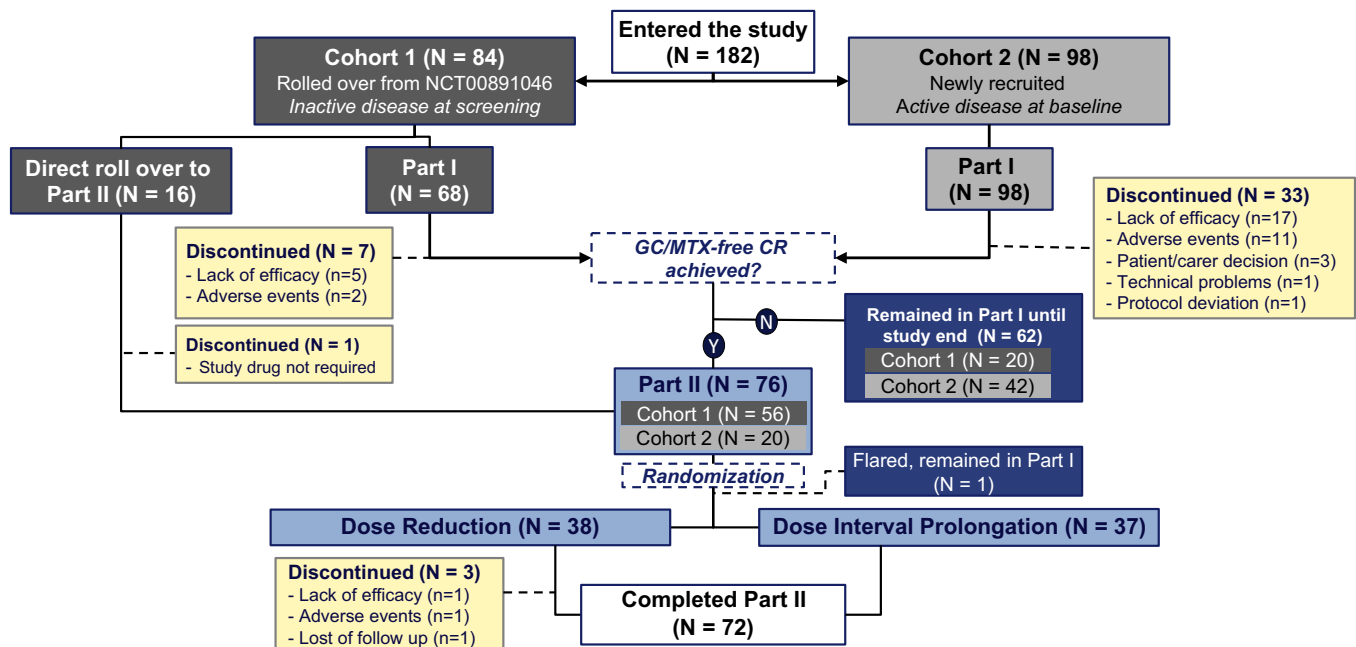 Entered the study
(N = 182)
Cohort 1 (N = 84)
Rolled over from NCT00891046
Inactive disease at screening
Cohort 2 (N = 98)
Newly recruited
Active disease at baseline
Direct roll over to
Part II (N = 16)
Part I
(N = 68)
Part I
(N = 98)
Discontinued (N = 33)
- Lack of efficacy (n=17)
- Adverse events (n=11)
- Patient/carer decision (n=3)
- Technical problems (n=1)
- Protocol deviation (n=1)
Discontinued (N = 7)
- Lack of efficacy (n=5)
- Adverse events (n=2)
GC/MTX-free CR
achieved?
N
Y
Remained in Part I until
study end (N = 62)
Cohort 1 (N = 20)
Cohort 2 (N = 42)
Discontinued (N = 1)
- Study drug not required
Part II (N = 76)
Cohort 1 (N = 56)
Cohort 2 (N = 20)
Randomization
Flared, remained in Part I
(N = 1)
Dose Reduction (N = 38)
Dose Interval Prolongation (N = 37)
Discontinued (N = 3)
- Lack of efficacy (n=1)
- Adverse events (n=1)
- Lost of follow up (n=1)
Completed Part II
(N = 72)